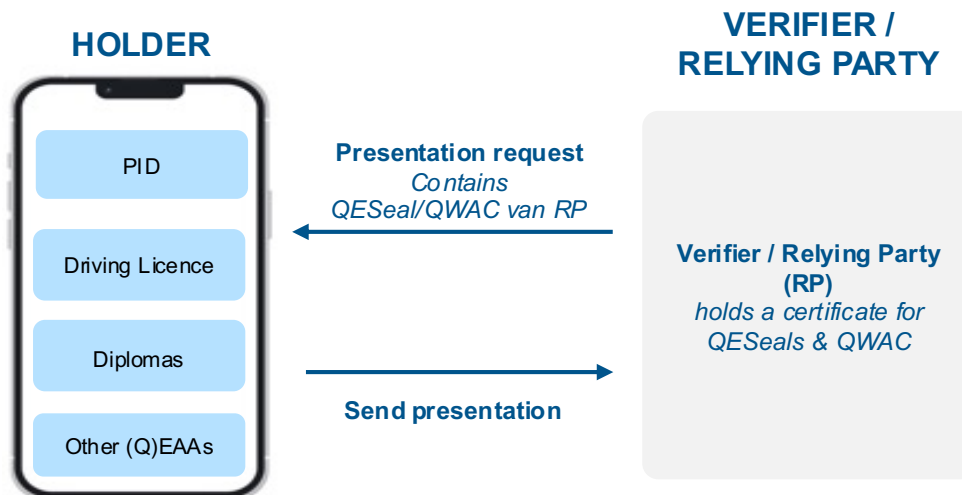 HOLDER
PID
Driving Licence
Diplomas
Other (Q)EAAs
Presentation request
Contains
QESeal/QWAC van RP
Send presentation
VERIFIER /
RELYING PARTY
Verifier / Relying Party
(RP)
holds a certificate for
QESeals & QWAC